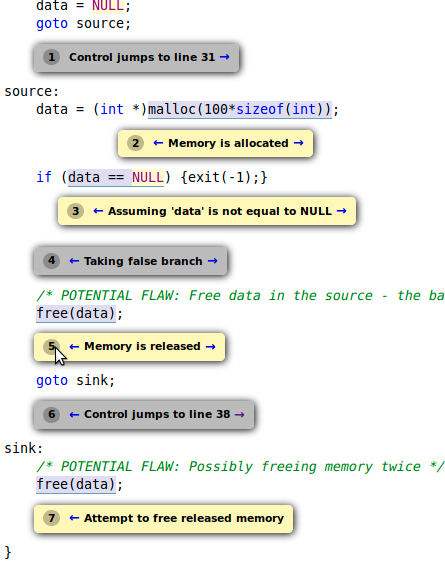 data = NULL;
goto source;
1 Control jumps to line 31 →
source:
data = (int *)malloc(100*sizeof(int));
2 ← Memory is allocated →
if (data == NULL) {exit(-1);}
3 ← Assuming 'data' is not equal to NULL →
4 ← Taking false branch →
/* POTENTIAL FLAW: Free data in the source - the ba
free(data);
5 ← Memory is released →
goto sink;
6 ← Control jumps to line 38 →
sink:
/* POTENTIAL FLAW: Possibly freeing memory twice */
free(data);
7 ← Attempt to free released memory
}